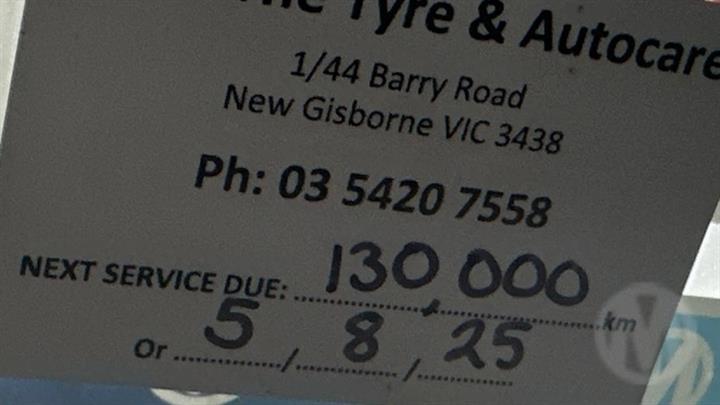 Tyre & Autocare
1/44 Barry Road
New Gisborne VIC 3438
Ph: 03 5420 7558
NEXT SERVICE DUE: 130,000 km
Or 5 / 8 / 25